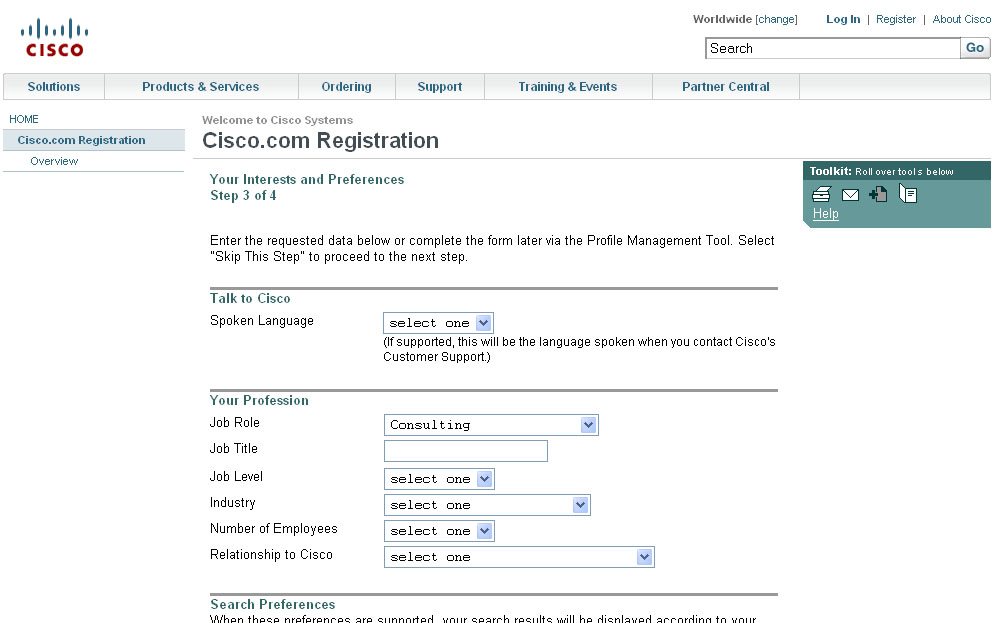 Worldwide [change] Log In | Register | About Cisco
CISCO
Search Go
Solutions Products & Services Ordering Support Training & Events Partner Central
HOME
Cisco.com Registration
Overview
Welcome to Cisco Systems
Cisco.com Registration
Toolkit: Roll over tools below
Help
Your Interests and Preferences
Step 3 of 4
Enter the requested data below or complete the form later via the Profile Management Tool. Select
"Skip This Step" to proceed to the next step.
Talk to Cisco
Spoken Language select one
(If supported, this will be the language spoken when you contact Cisco's
Customer Support.)
Your Profession
Job Role Consulting
Job Title
Job Level select one
Industry select one
Number of Employees select one
Relationship to Cisco select one
Search Preferences
When these preferences are supported, your search results will be displayed according to your